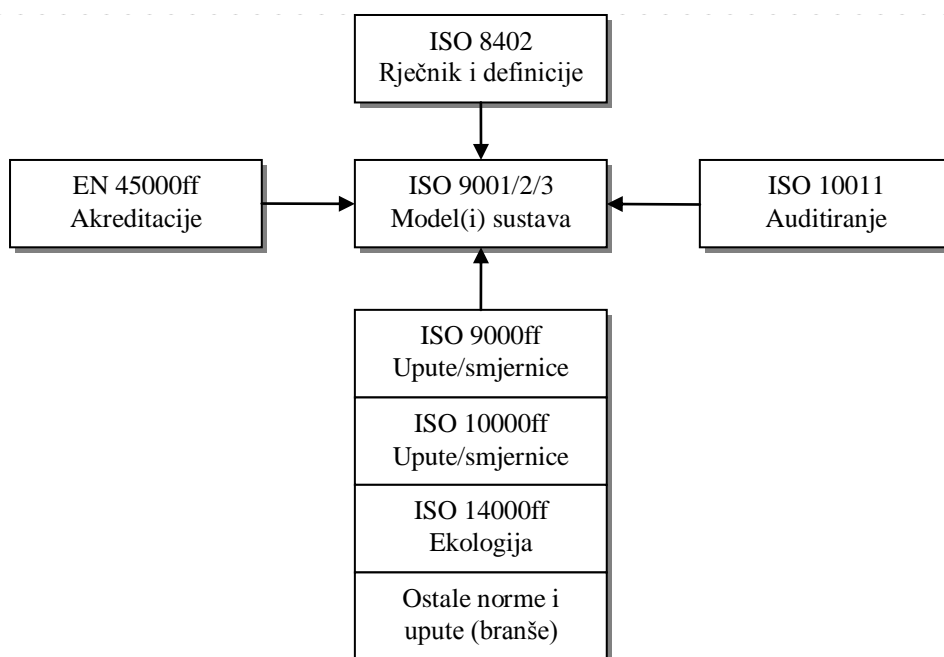 ISO 8402
Rječnik i definicije
EN 45000ff
Akreditacije
ISO 9001/2/3
Model(i) sustava
ISO 10011
Auditiranje
ISO 9000ff
Upute/smjernice
ISO 10000ff
Upute/smjernice
ISO 14000ff
Ekologija
Ostale norme i
upute (branše)